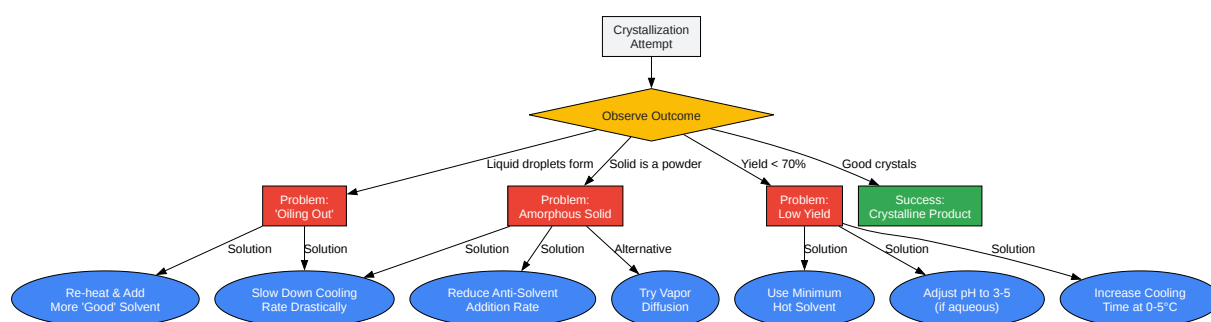 Crystallization
Attempt
Observe Outcome
Liquid droplets form
Solid is a powder
Yield < 70%
Good crystals
Problem:
'Oiling Out'
Problem:
Amorphous Solid
Problem:
Low Yield
Success:
Crystalline Product
Solution
Solution
Solution
Solution
Alternative
Solution
Solution
Solution
Re-heat & Add
More 'Good' Solvent
Slow Down Cooling
Rate Drastically
Reduce Anti-Solvent
Addition Rate
Try Vapor
Diffusion
Use Minimum
Hot Solvent
Adjust pH to 3-5
(if aqueous)
Increase Cooling
Time at 0-5°C